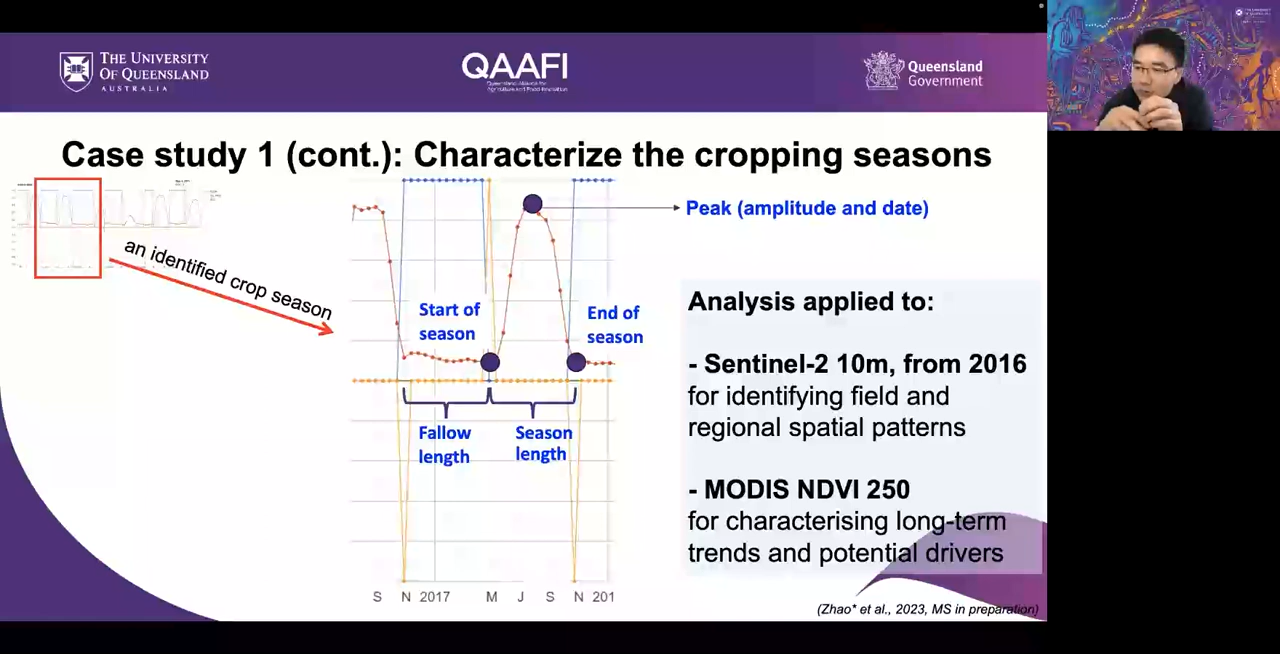 THE UNIVERSITY
OF QUEENSLAND
AUSTRALIA
QAAFI
Queensland Alliance for
Agriculture and Food Innovation
Queensland
Government
Case study 1 (cont.): Characterize the cropping seasons
an identified crop season
Peak (amplitude and date)
Start of
season
End of
season
Fallow
length
Season
length
S N 2017 M J S N 201
Analysis applied to:
- Sentinel-2 10m, from 2016
for identifying field and
regional spatial patterns
- MODIS NDVI 250
for characterising long-term
trends and potential drivers
(Zhao* et al., 2023, MS in preparation)